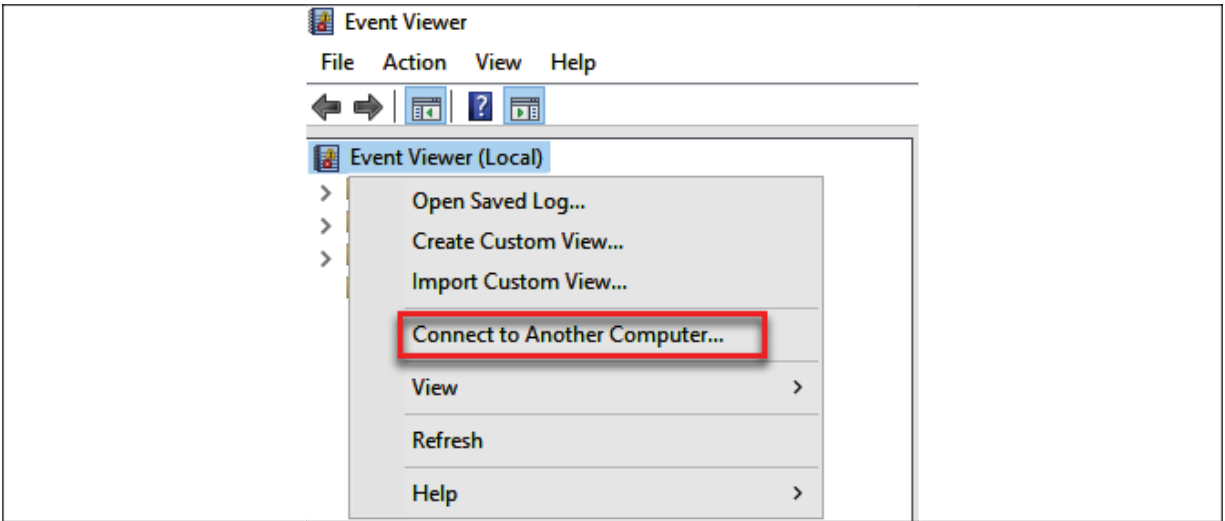 Event Viewer
File Action View Help
?
Event Viewer (Local)
Open Saved Log...
Create Custom View...
Import Custom View...
Connect to Another Computer...
View
Refresh
Help